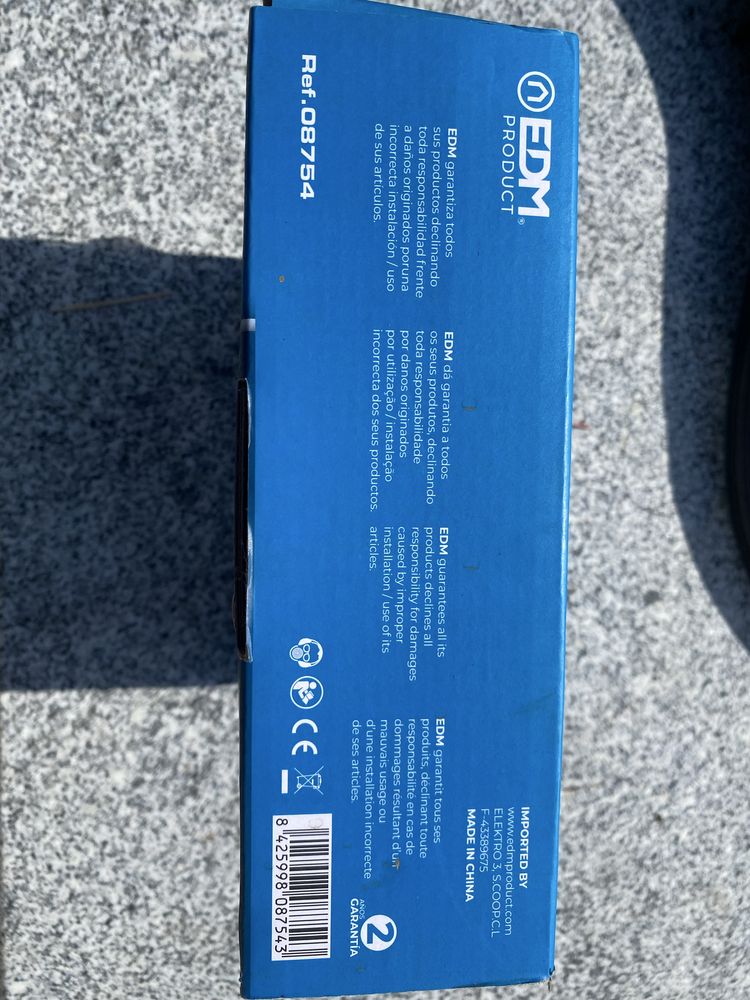 EDM®
PRODUCT
Ref.08754
EDM garantiza todos
sus productos declinando
toda responsabilidad frente
a daños originados poruna
incorrecta instalación / uso
de sus artículos.
EDM dá garantia a todos
os seus produtos, declinando
toda responsabilidade
por danos originados
por utilização / instalação
incorrecta dos seus productos.
EDM guarantees all its
products declines all
responsibility for damages
caused by improper
installation / use of its
articles.
EDM garantit tous ses
produits, déclinant toute
responsabilité en cas de
dommages résultant d'un
mauvais usage ou
d'une installation incorrecte
de ses articles.
IMPORTED BY
www.edmproduct.com
ELEKTRO 3, S.COOP.C.L
F-43389675
MADE IN CHINA
2
AÑOS
GARANTÍA
CE
8 425998 087543